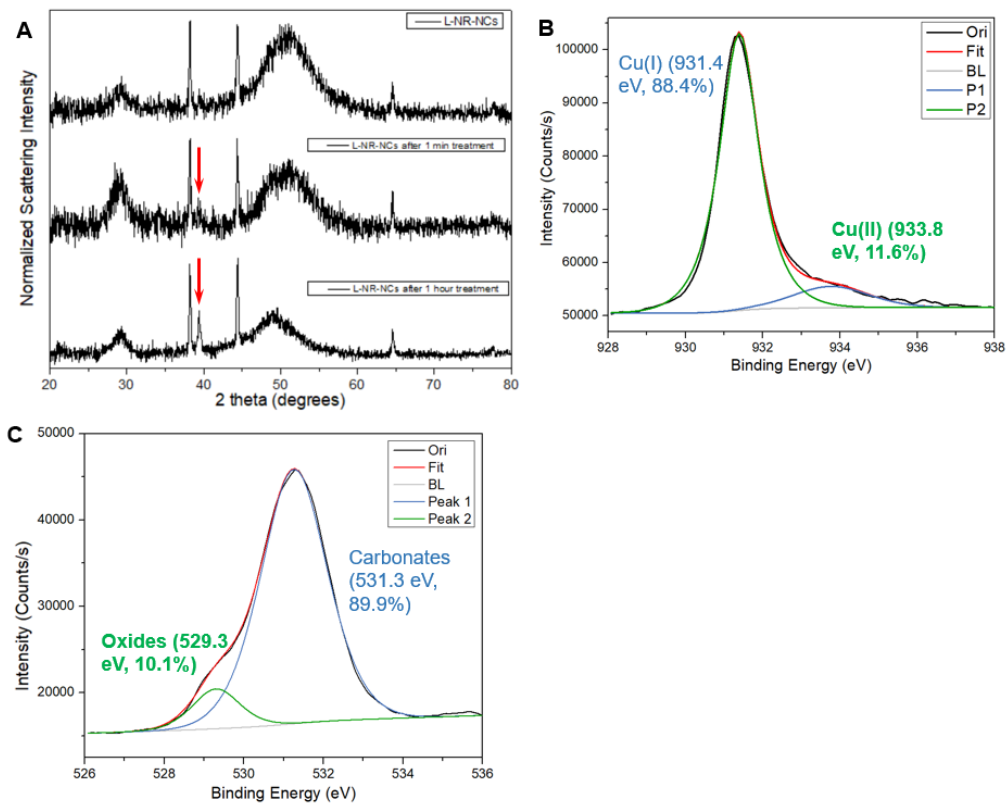 A
L-NR-NCs
L-NR-NCs after 1 min treatment
L-NR-NCs after 1 hour treatment
Normalized Scattering Intensity
20 30 40 50 60 70 80
2 theta (degrees)
B
Cu(I) (931.4
eV, 88.4%)
Ori
Fit
BL
P1
P2
Cu(II) (933.8
eV, 11.6%)
100000
90000
80000
70000
60000
50000
Intensity (Counts/s)
928 930 932 934 936 938
Binding Energy (eV)
C
Ori
Fit
BL
Peak 1
Peak 2
Carbonates
(531.3 eV,
89.9%)
Oxides (529.3
eV, 10.1%)
50000
40000
30000
20000
Intensity (Counts/s)
526 528 530 532 534 536
Binding Energy (eV)